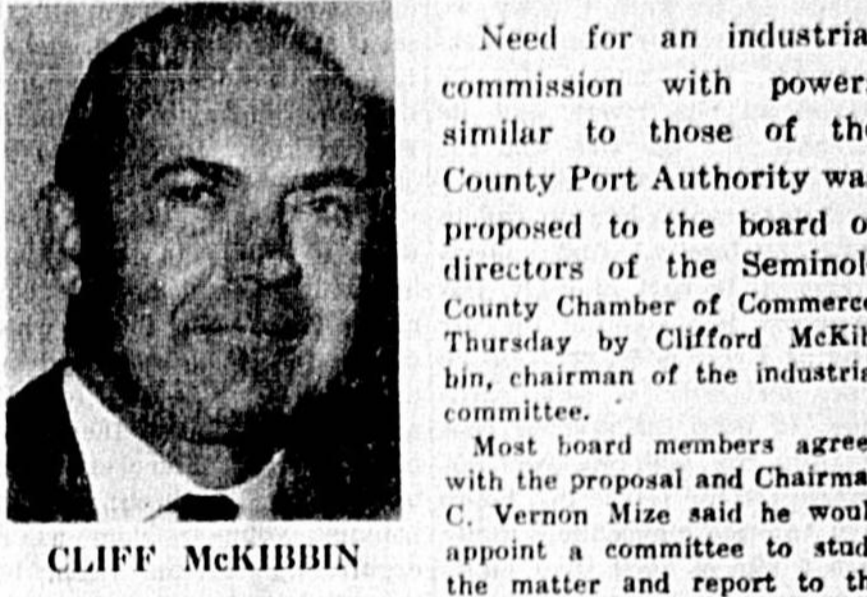 CLIFF McKIBBIN
Need for an industria
commission with power
similar to those of the
County Port Authority wa
proposed to the board o
directors of the Seminol
County Chamber of Commerce
Thursday by Clifford McKib
bin, chairman of the industria
committee.
Most board members agree
with the proposal and Chairma
C. Vernon Mize said he woul
appoint a committee to stud
the matter and report to th